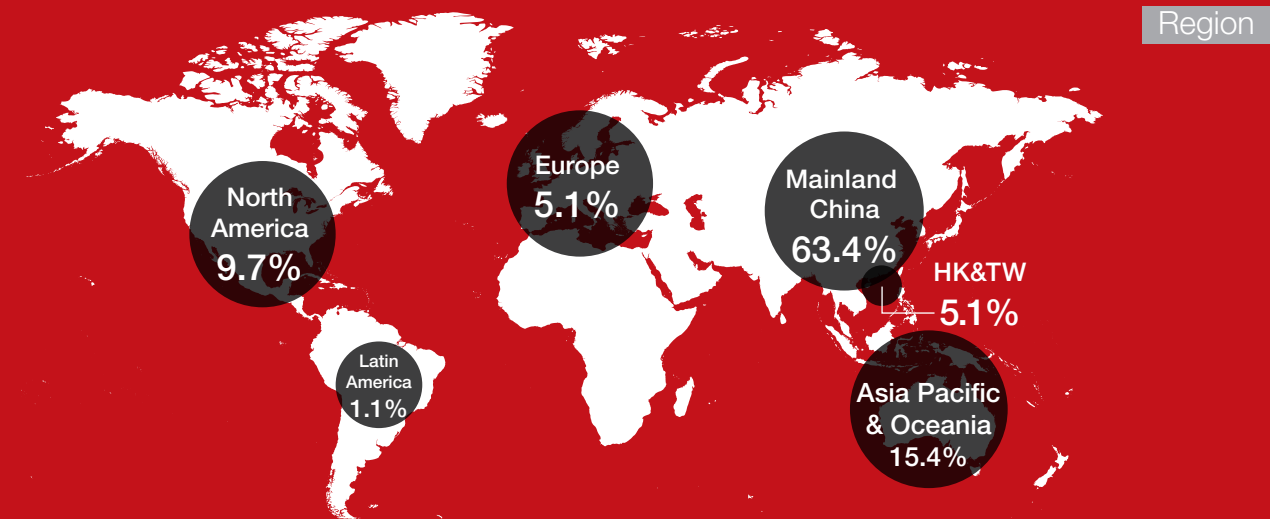 Region
North
America
9.7%
Europe
5.1%
Mainland
China
63.4%
HK&TW
5.1%
Latin
America
1.1%
Asia Pacific
& Oceania
15.4%